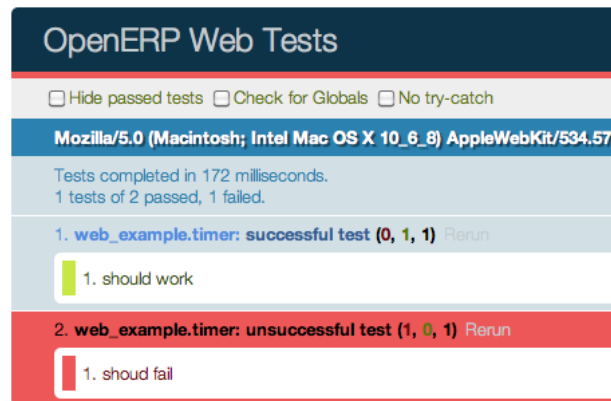 OpenERP Web Tests
Hide passed tests Check for Globals No try-catch
Mozilla/5.0 (Macintosh; Intel Mac OS X 10_6_8) AppleWebKit/534.57
Tests completed in 172 milliseconds.
1 tests of 2 passed, 1 failed.
1. web_example.timer: successful test (0, 1, 1) Rerun
1. should work
2. web_example.timer: unsuccessful test (1, 0, 1) Rerun
1. shoud fail